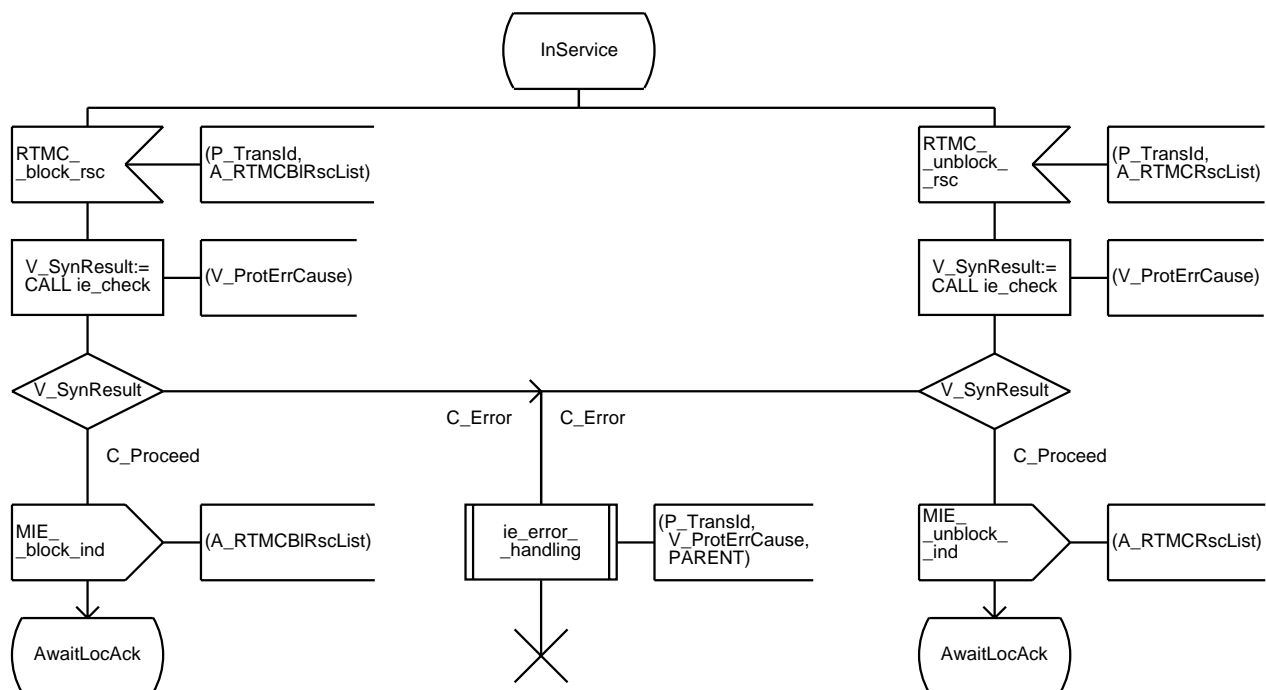 InService
RTMC_
_block_rsc
(P_TransId,
A_RTMCBlRscList)
RTMC_
_unblock_
_rsc
(P_TransId,
A_RTMCRscList)
V_SynResult:=
CALL ie_check
(V_ProtErrCause)
V_SynResult:=
CALL ie_check
(V_ProtErrCause)
V_SynResult
V_SynResult
C_Error
C_Error
C_Proceed
C_Proceed
MIE_
_block_ind
(A_RTMCBlRscList)
ie_error_
_handling
(P_TransId,
V_ProtErrCause,
PARENT)
MIE_
_unblock_
_ind
(A_RTMCRscList)
AwaitLocAck
AwaitLocAck